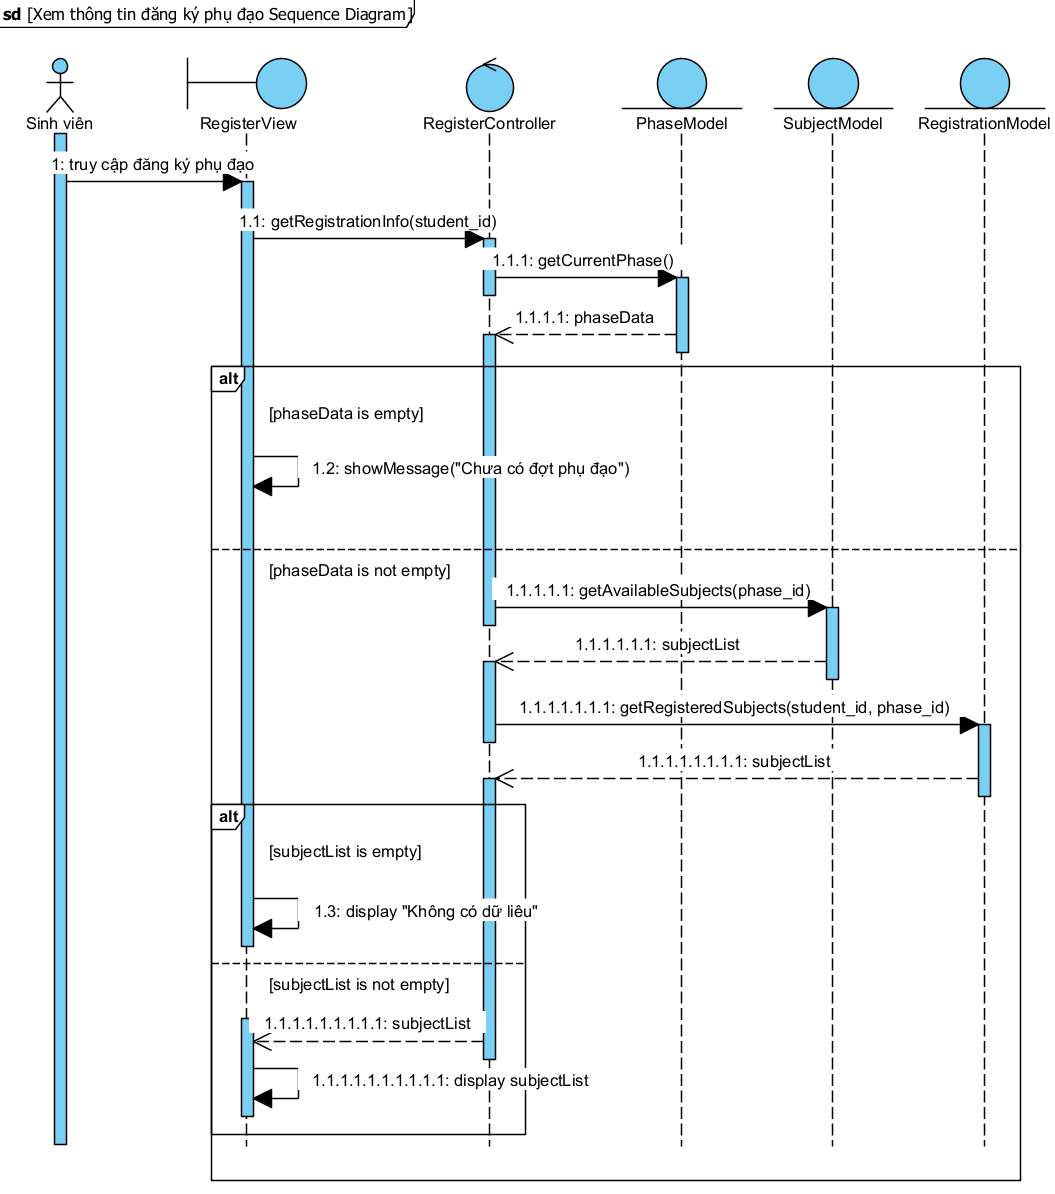 sd [Xem thông tin đăng ký phụ đạo Sequence Diagram]
Sinh viên
RegisterView
RegisterController
PhaseModel
SubjectModel
RegistrationModel
1: truy cập đăng ký phụ đạo
1.1: getRegistrationInfo(student_id)
1.1.1: getCurrentPhase()
1.1.1.1: phaseData
alt
[phaseData is empty]
1.2: showMessage("Chưa có đợt phụ đạo")
[phaseData is not empty]
1.1.1.1.1: getAvailableSubjects(phase_id)
1.1.1.1.1.1: subjectList
1.1.1.1.1.1.1: getRegisteredSubjects(student_id, phase_id)
1.1.1.1.1.1.1.1: subjectList
alt
[subjectList is empty]
1.3: display "Không có dữ liêu"
[subjectList is not empty]
1.1.1.1.1.1.1.1.1: subjectList
1.1.1.1.1.1.1.1.1.1: display subjectList